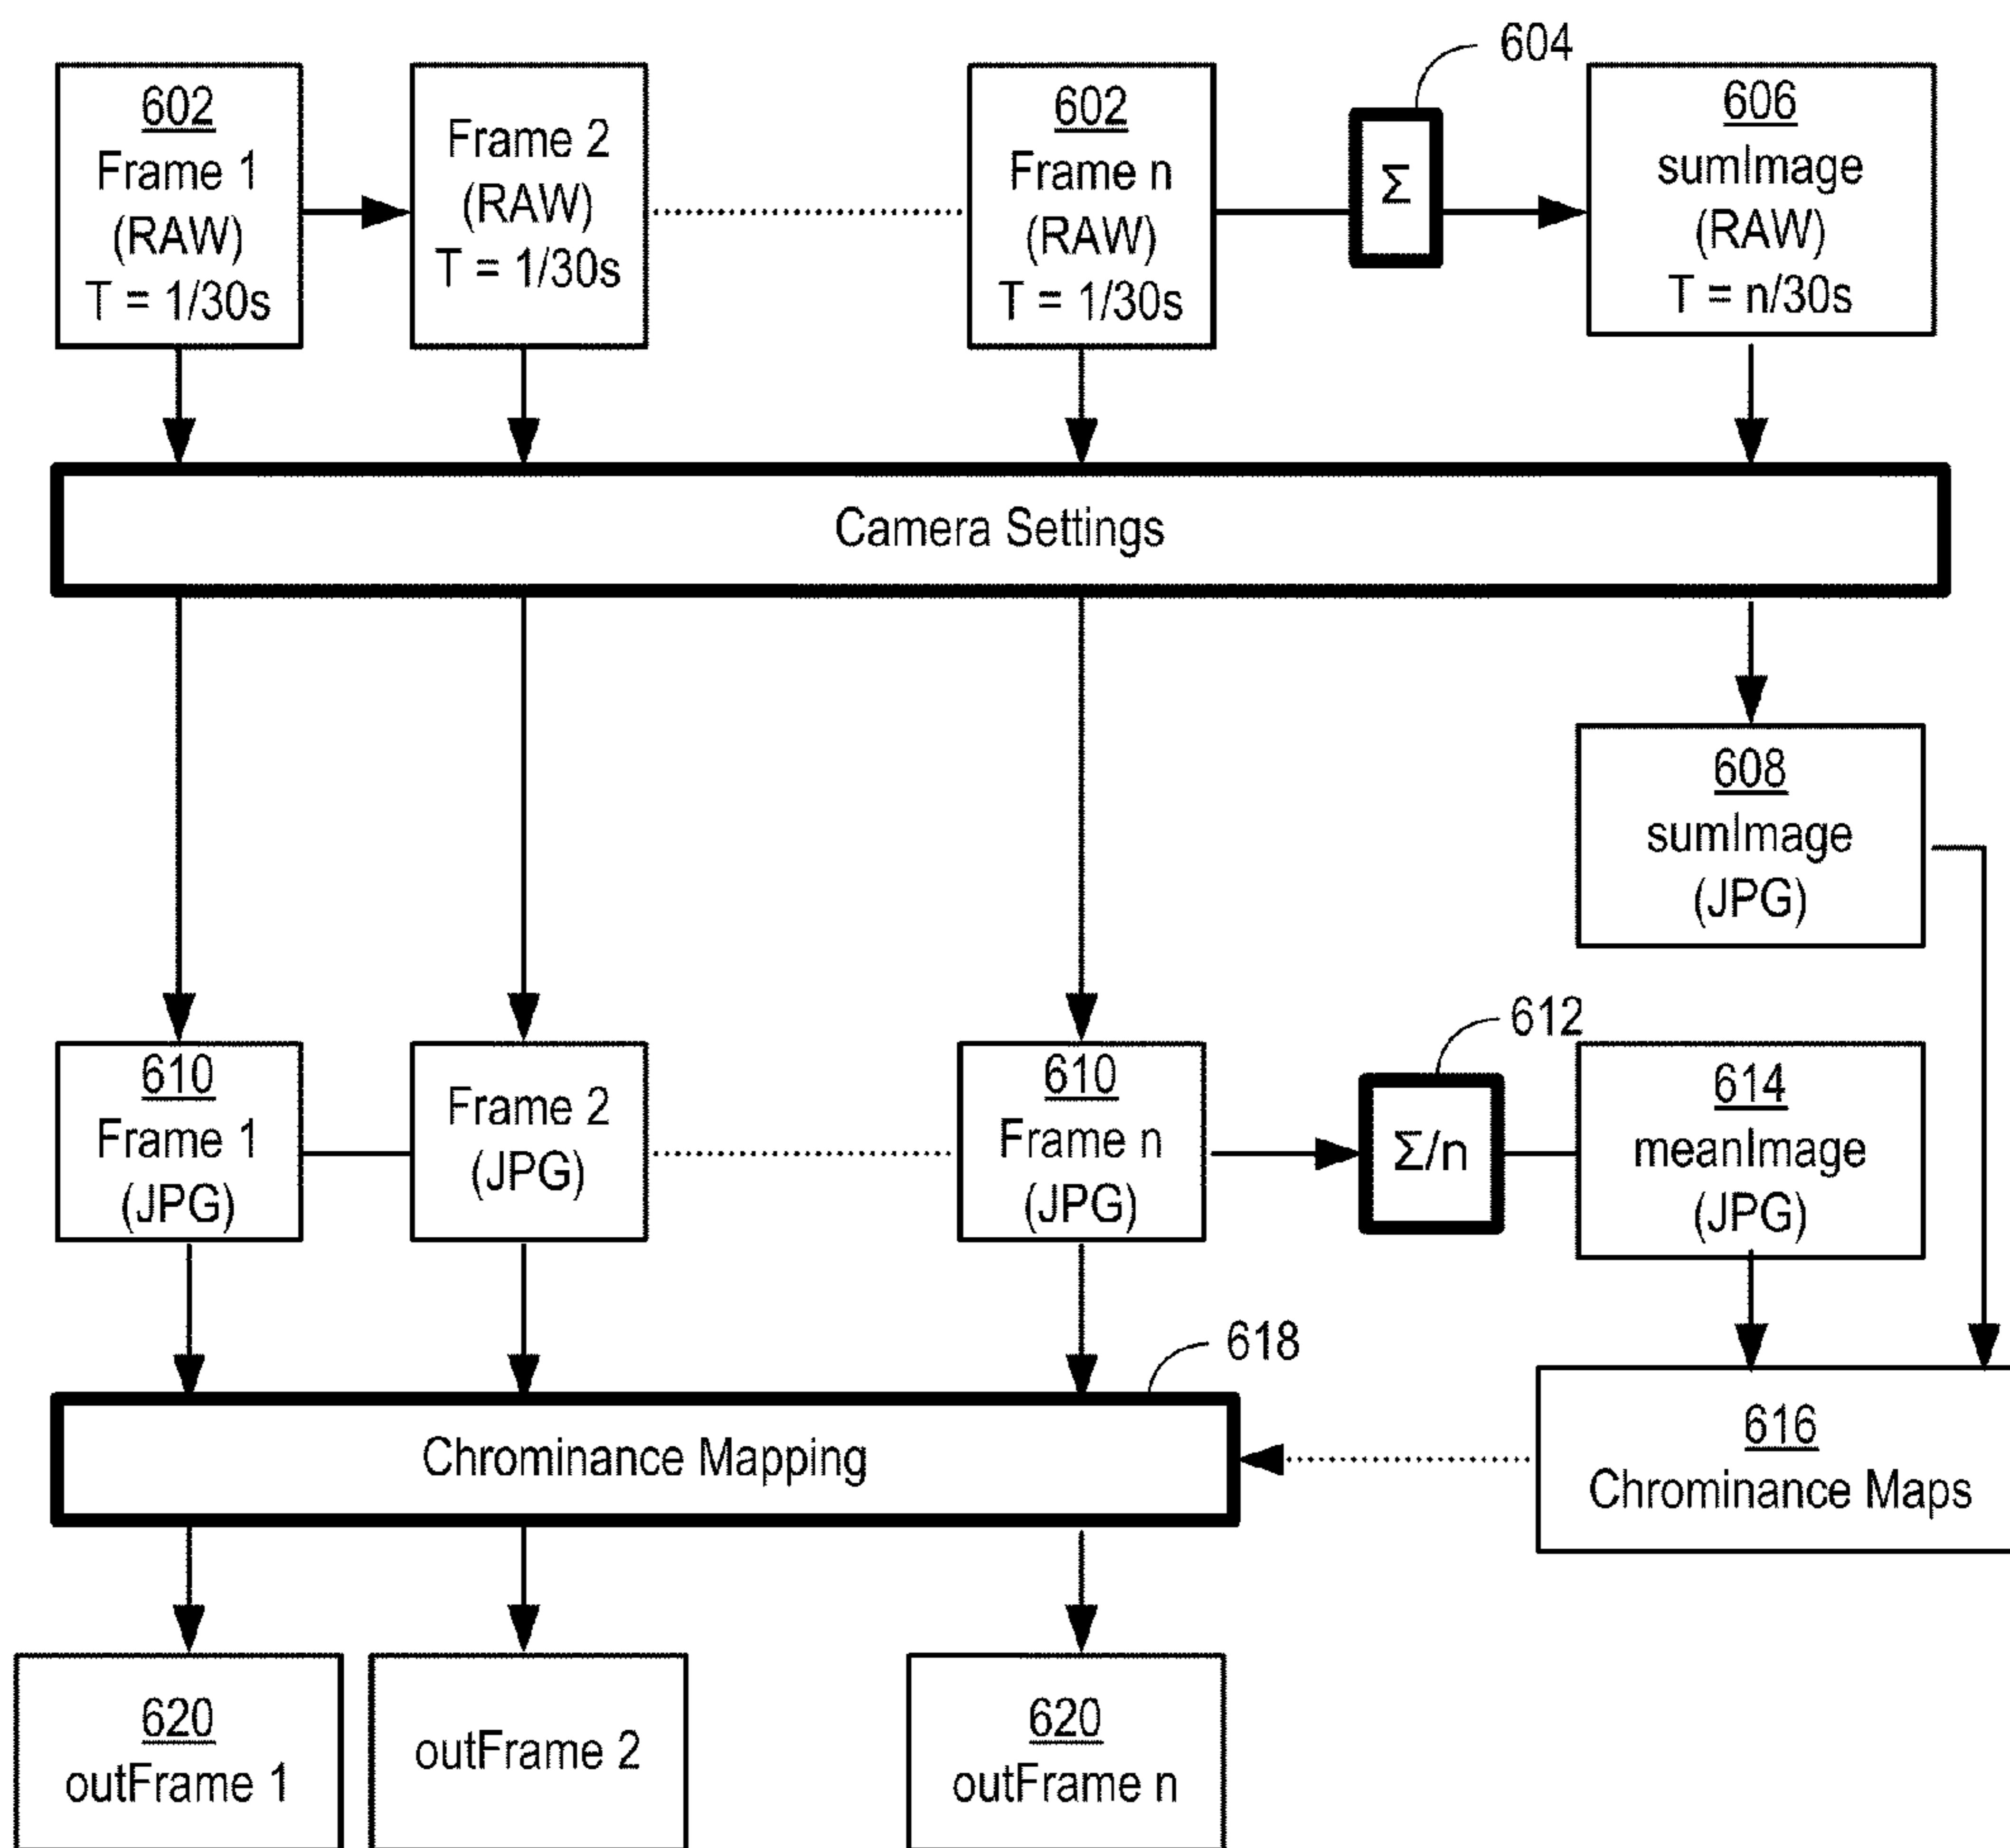 604
602
Frame 1
(RAW)
T = 1/30s
Frame 2
(RAW)
T = 1/30s
602
Frame n
(RAW)
T = 1/30s
Σ
606
sumImage
(RAW)
T = n/30s
Camera Settings
608
sumImage
(JPG)
610
Frame 1
(JPG)
Frame 2
(JPG)
610
Frame n
(JPG)
612
Σ/n
614
meanImage
(JPG)
618
Chrominance Mapping
616
Chrominance Maps
620
outFrame 1
outFrame 2
620
outFrame n